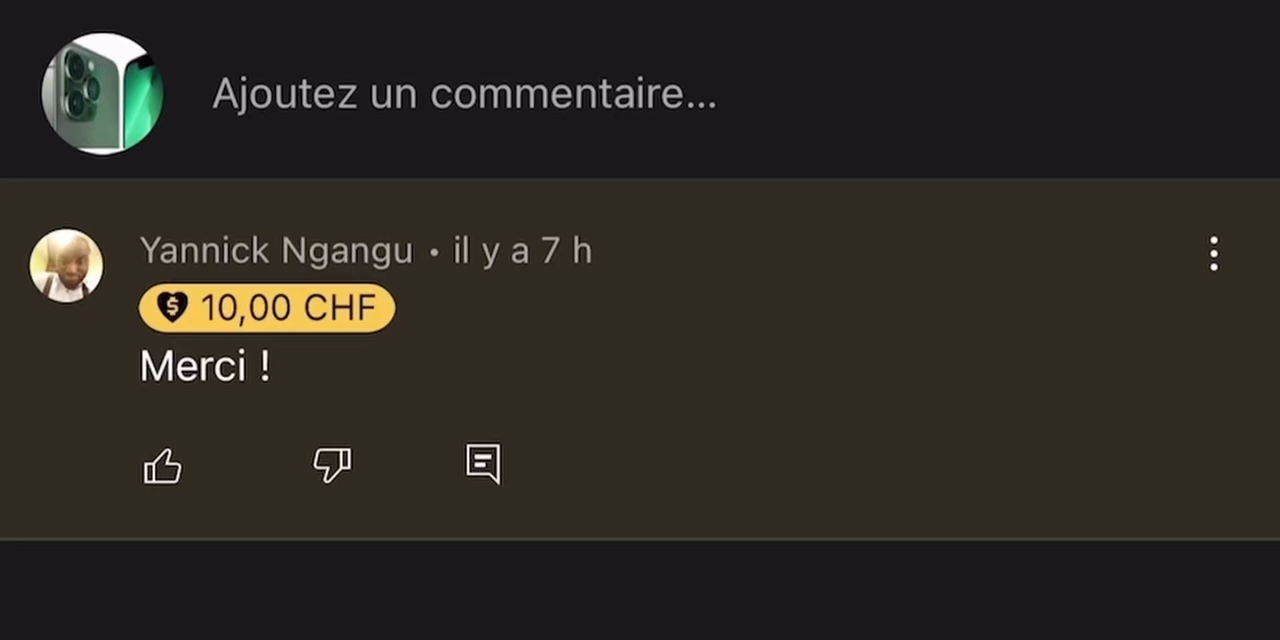 Ajoutez un commentaire...
Yannick Ngangu • il y a 7 h
$ 10,00 CHF
Merci !